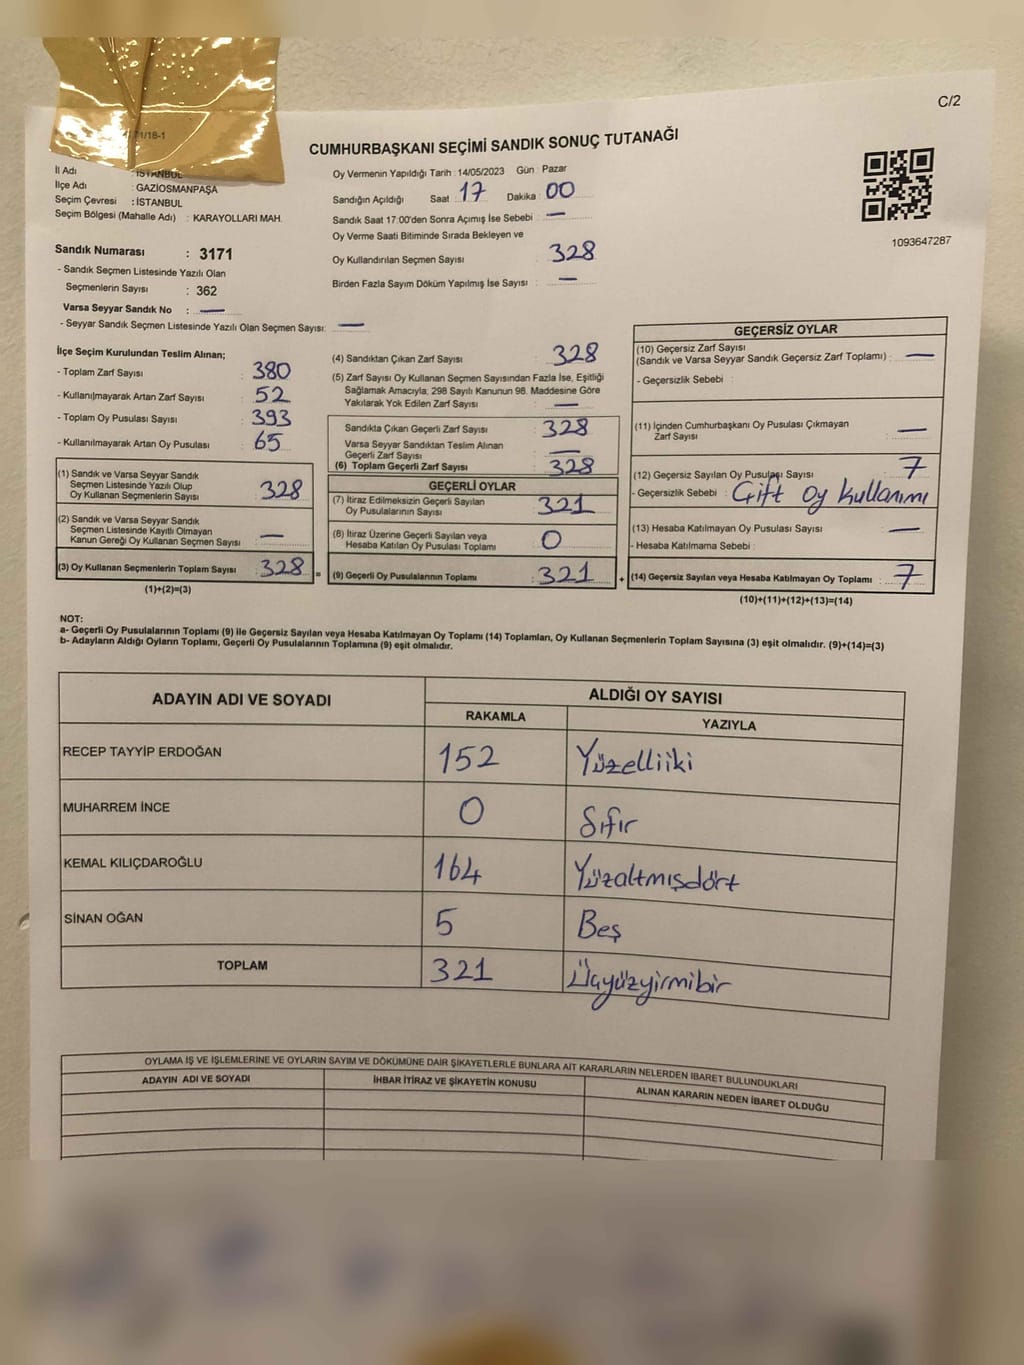 C/2
/18-1
CUMHURBAŞKANI SEÇİMİ SANDIK SONUÇ TUTANAĞI
İl Adı : İSTANBUL
İlçe Adı : GAZİOSMANPAŞA
Seçim Çevresi : İSTANBUL
Seçim Bölgesi (Mahalle Adı) : KARAYOLLARI MAH.
Sandık Numarası : 3171
- Sandık Seçmen Listesinde Yazılı Olan
Seçmenlerin Sayısı : 362
Varsa Seyyar Sandık No : —
- Seyyar Sandık Seçmen Listesinde Yazılı Olan Seçmen Sayısı: —
Oy Vermenin Yapıldığı Tarih : 14/05/2023 Gün : Pazar
Sandığın Açıldığı Saat 17 Dakika : 00
Sandık Saat 17:00'den Sonra Açımış İse Sebebi : —
Oy Verme Saati Bitiminde Sırada Bekleyen ve
Oy Kullandırılan Seçmen Sayısı : 328
Birden Fazla Sayım Döküm Yapılmış İse Sayısı : —
1093647287
İlçe Seçim Kurulundan Teslim Alınan;
- Toplam Zarf Sayısı : 380
- Kullanılmayarak Artan Zarf Sayısı : 52
- Toplam Oy Pusulası Sayısı : 393
- Kullanılmayarak Artan Oy Pusulası : 65
(1) Sandık ve Varsa Seyyar Sandık
Seçmen Listesinde Yazılı Olup
Oy Kullanan Seçmenlerin Sayısı : 328
(2) Sandık ve Varsa Seyyar Sandık
Seçmen Listesinde Kayıtlı Olmayan
Kanun Gereği Oy Kullanan Seçmen Sayısı : —
(3) Oy Kullanan Seçmenlerin Toplam Sayısı : 328 =
(1)+(2)=(3)
(4) Sandıktan Çıkan Zarf Sayısı : 328
(5) Zarf Sayısı Oy Kullanan Seçmen Sayısından Fazla İse, Eşitliği
Sağlamak Amacıyla, 298 Sayılı Kanunun 98. Maddesine Göre
Yakılarak Yok Edilen Zarf Sayısı : —
Sandıkta Çıkan Geçerli Zarf Sayısı : 328
Varsa Seyyar Sandıktan Teslim Alınan
Geçerli Zarf Sayısı : —
(6) Toplam Geçerli Zarf Sayısı : 328
GEÇERLİ OYLAR
(7) İtiraz Edilmeksizin Geçerli Sayılan
Oy Pusulalarının Sayısı : 321
(8) İtiraz Üzerine Geçerli Sayılan veya
Hesaba Katılan Oy Pusulası Toplamı : 0
(9) Geçerli Oy Pusulalarının Toplamı : 321 +
GEÇERSİZ OYLAR
(10) Geçersiz Zarf Sayısı
(Sandık ve Varsa Seyyar Sandık Geçersiz Zarf Toplamı) : —
- Geçersizlik Sebebi :
(11) İçinden Cumhurbaşkanı Oy Pusulası Çıkmayan
Zarf Sayısı : —
(12) Geçersiz Sayılan Oy Pusulası Sayısı : 7
- Geçersizlik Sebebi : Çift oy kullanımı
(13) Hesaba Katılmayan Oy Pusulası Sayısı : —
- Hesaba Katılmama Sebebi :
(14) Geçersiz Sayılan veya Hesaba Katılmayan Oy Toplamı : 7
(10)+(11)+(12)+(13)=(14)
NOT:
a- Geçerli Oy Pusulalarının Toplamı (9) ile Geçersiz Sayılan veya Hesaba Katılmayan Oy Toplamı (14) Toplamları, Oy Kullanan Seçmenlerin Toplam Sayısına (3) eşit olmalıdır. (9)+(14)=(3)
b- Adayların Aldığı Oyların Toplamı, Geçerli Oy Pusulalarının Toplamına (9) eşit olmalıdır.
ADAYIN ADI VE SOYADI ALDIĞI OY SAYISI
RAKAMLA YAZIYLA
RECEP TAYYİP ERDOĞAN 152 Yüzelliiki
MUHARREM İNCE 0 Sıfır
KEMAL KILIÇDAROĞLU 164 Yüzaltmışdört
SİNAN OĞAN 5 Beş
TOPLAM 321 Üçyüzyirmibir
OYLAMA İŞ VE İŞLEMLERİNE VE OYLARIN SAYIM VE DÖKÜMÜNE DAİR ŞİKAYETLERLE BUNLARA AİT KARARLARIN NELERDEN İBARET BULUNDUKLARI
ADAYIN ADI VE SOYADI İHBAR İTİRAZ VE ŞİKAYETİN KONUSU ALINAN KARARIN NEDEN İBARET OLDUĞU